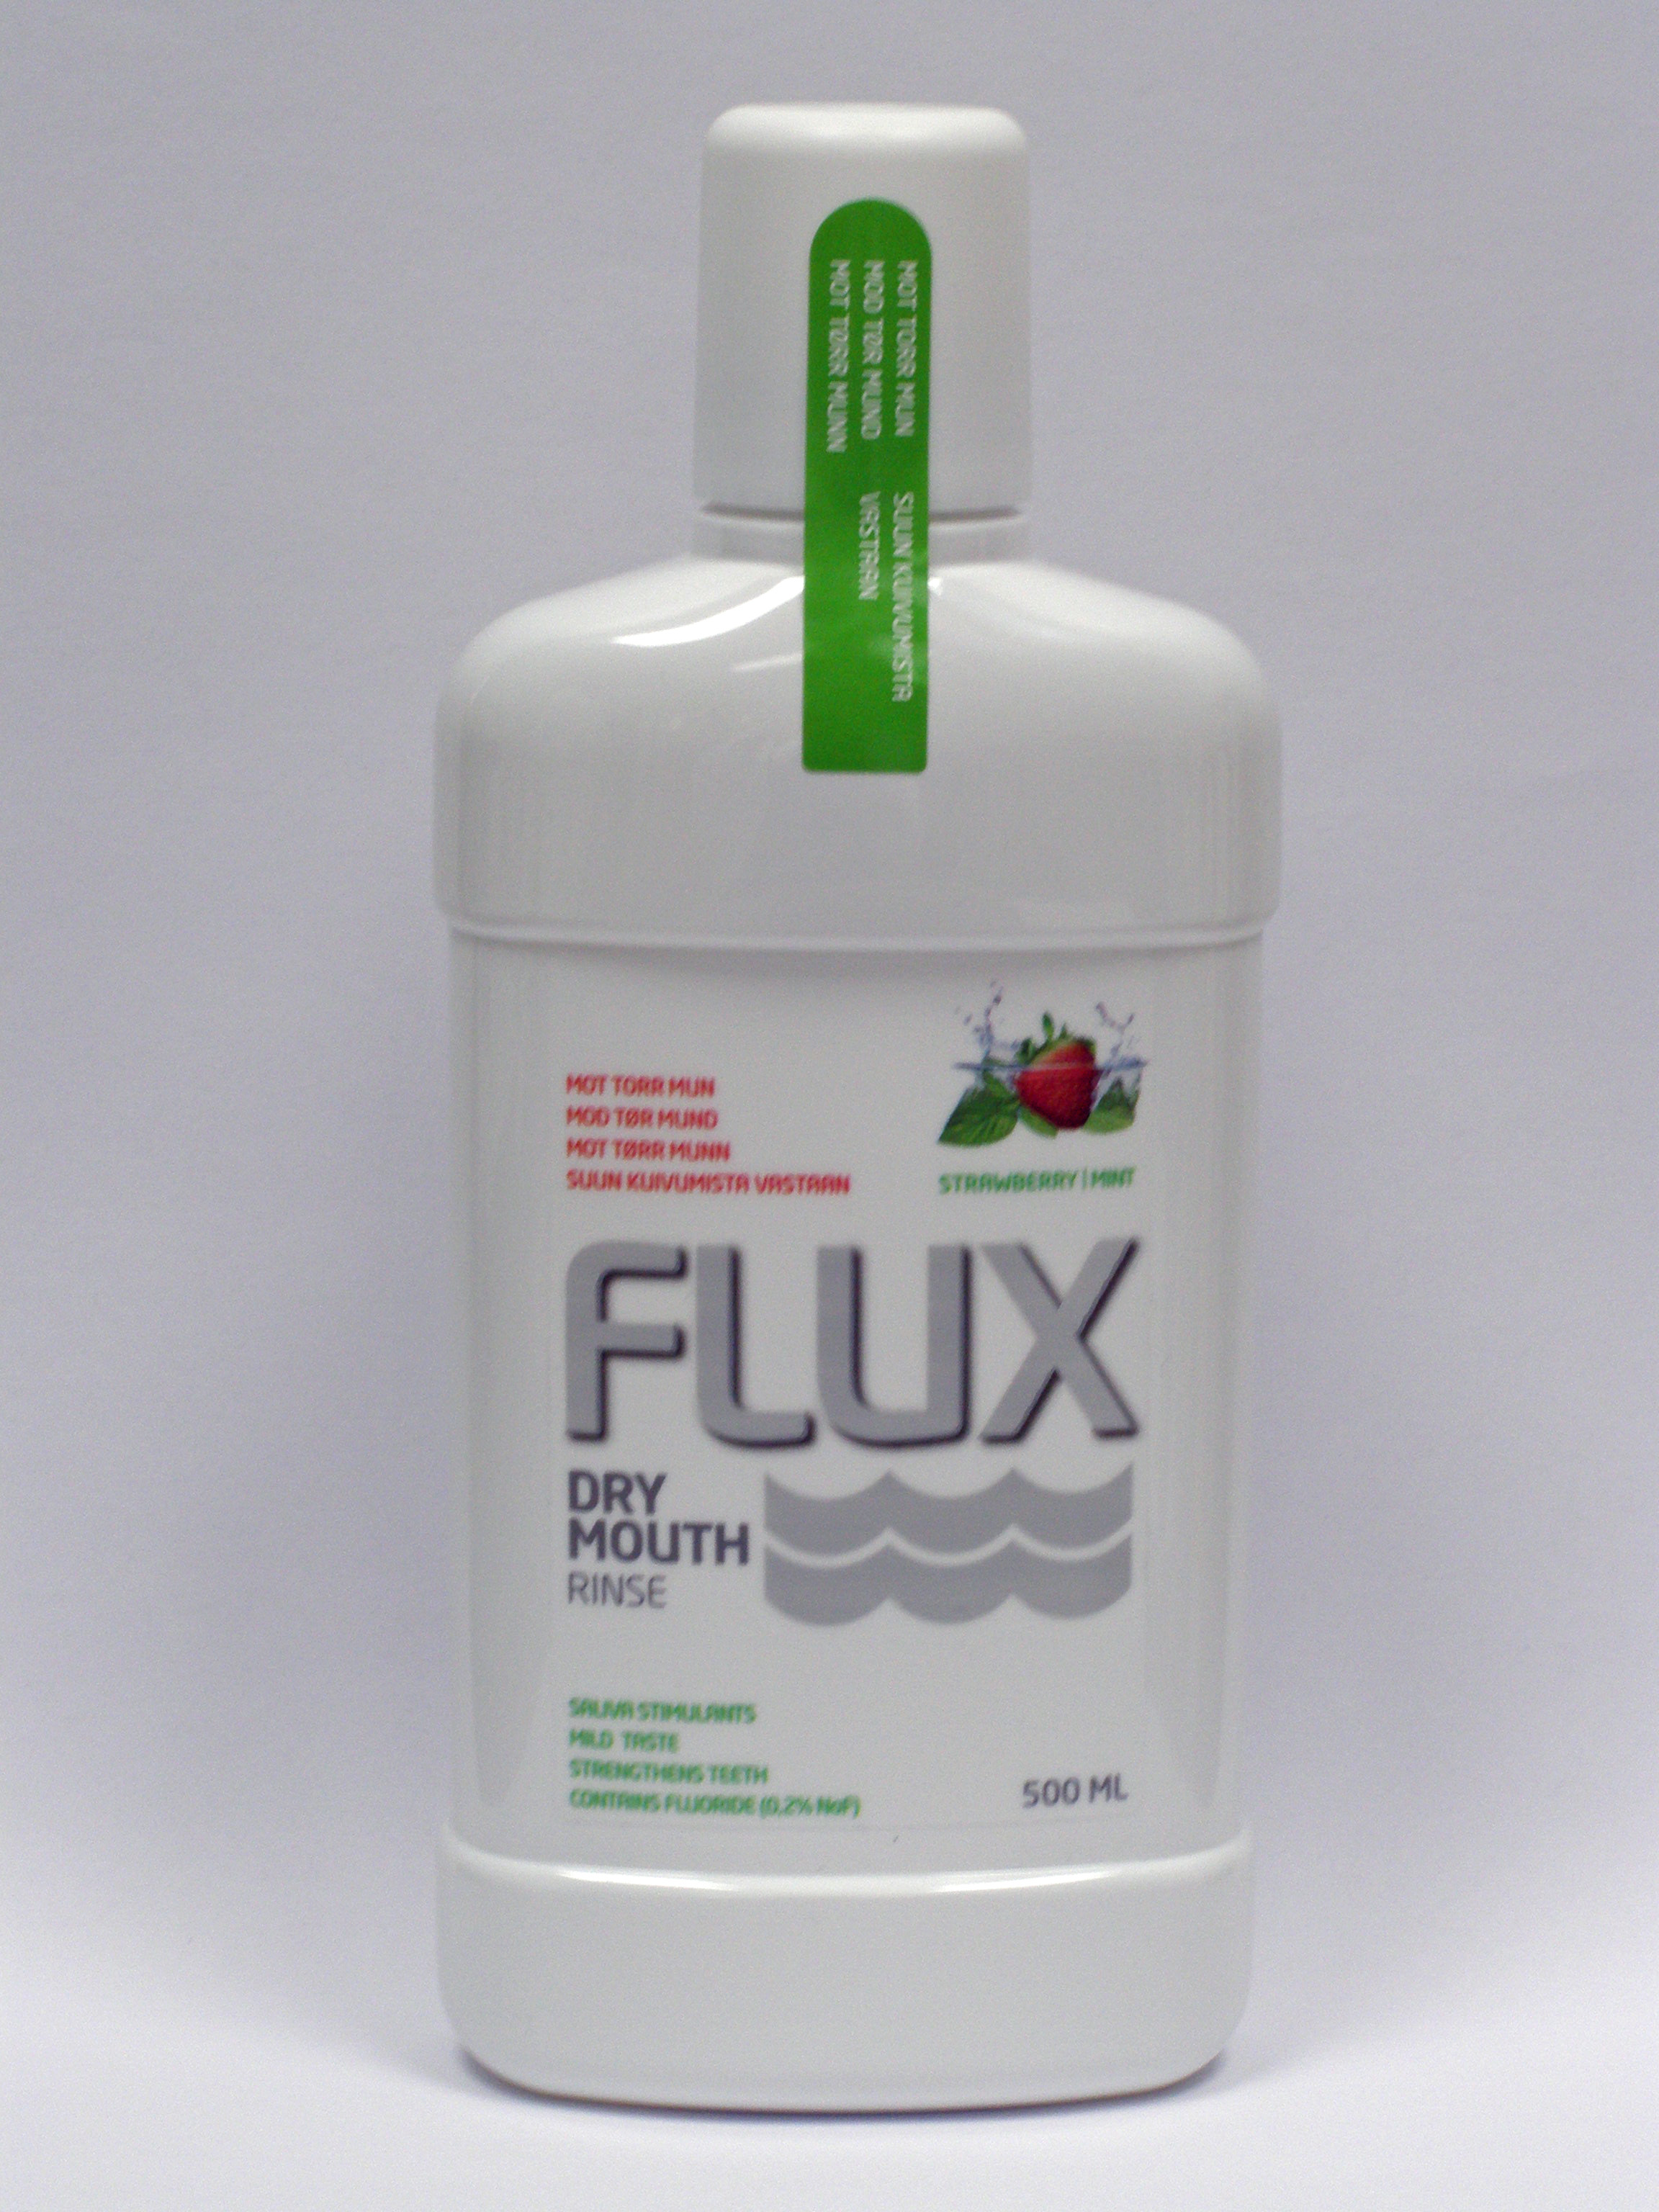 MOT TORR MUN
MOD TØR MUND
MOT TØRR MUNN
SUUN KUIVUMISTA
VASTAAN
MOT TORR MUN
MOD TØR MUND
MOT TØRR MUNN
SUUN KUIVUMISTA VASTAAN
STRAWBERRY | MINT
FLUX
DRY
MOUTH
RINSE
SALIVA STIMULANTS
MILD TASTE
STRENGTHENS TEETH
CONTAINS FLUORIDE (0,2% NaF)
500 ML